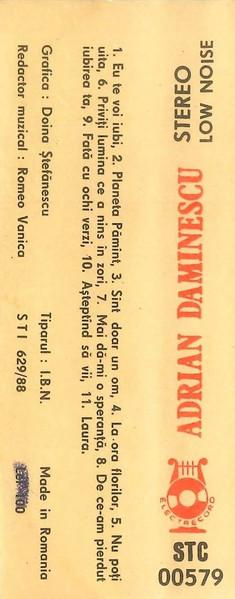 STEREO
LOW NOISE
ADRIAN DAMINESCU
ELECTRECORD
STC
00579
1. Eu te voi iubi, 2. Planeta Pămînt, 3. Sînt doar un om, 4. La ora florilor, 5. Nu poți
uita 6. Priviți lumina ce a nins în zori, 7. Mai dă-mi o speranță, 8. De ce-am pierdut
iubirea ta, 9. Fată cu ochi verzi, 10. Așteptînd să vii, 11. Laura.
Grafica : Doina Ștefănescu Tiparul : I.B.N. Made in Romania
Redactor muzical : Romeo Vanica STI 629/88